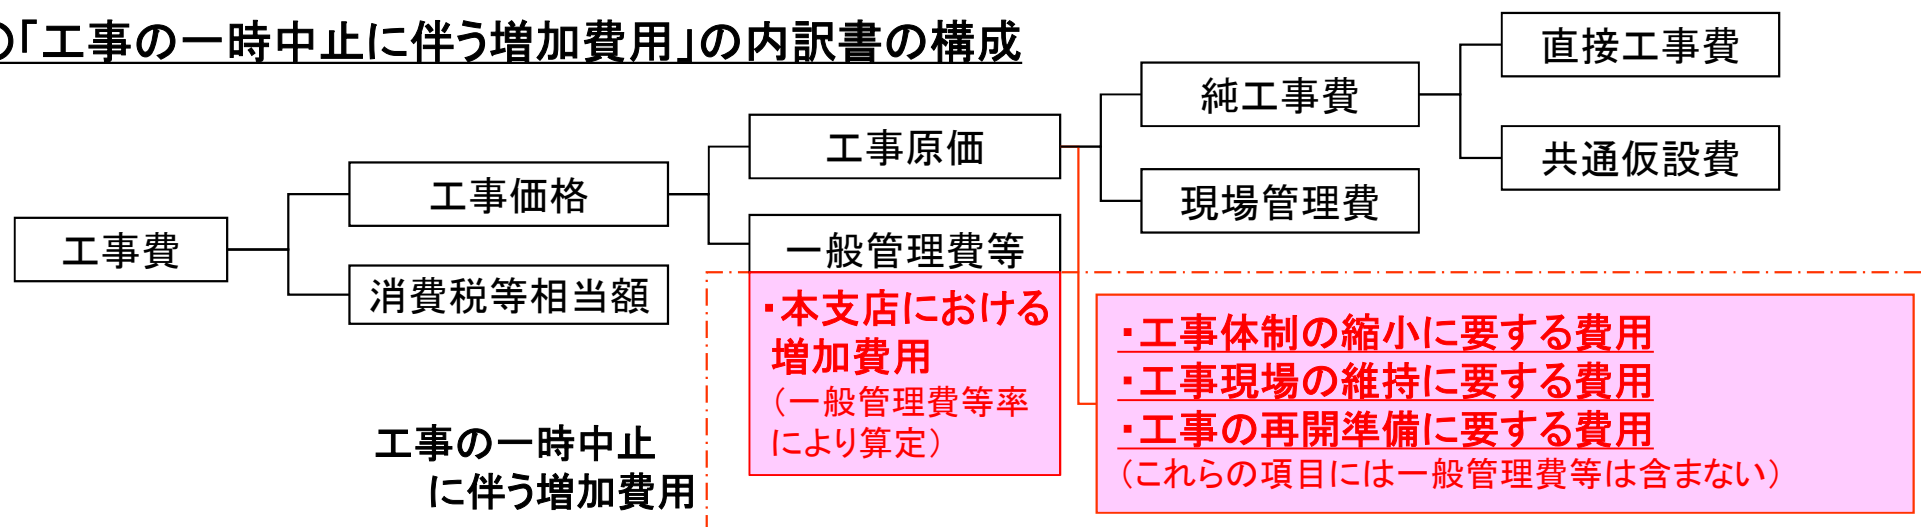 の「工事の一時中止に伴う増加費用」の内訳書の構成
直接工事費
純工事費
工事原価
共通仮設費
工事価格
現場管理費
工事費
一般管理費等
消費税等相当額
・本支店における
増加費用
（一般管理費等率
により算定）
・工事体制の縮小に要する費用
・工事現場の維持に要する費用
・工事の再開準備に要する費用
（これらの項目には一般管理費等は含まない）
工事の一時中止
に伴う増加費用